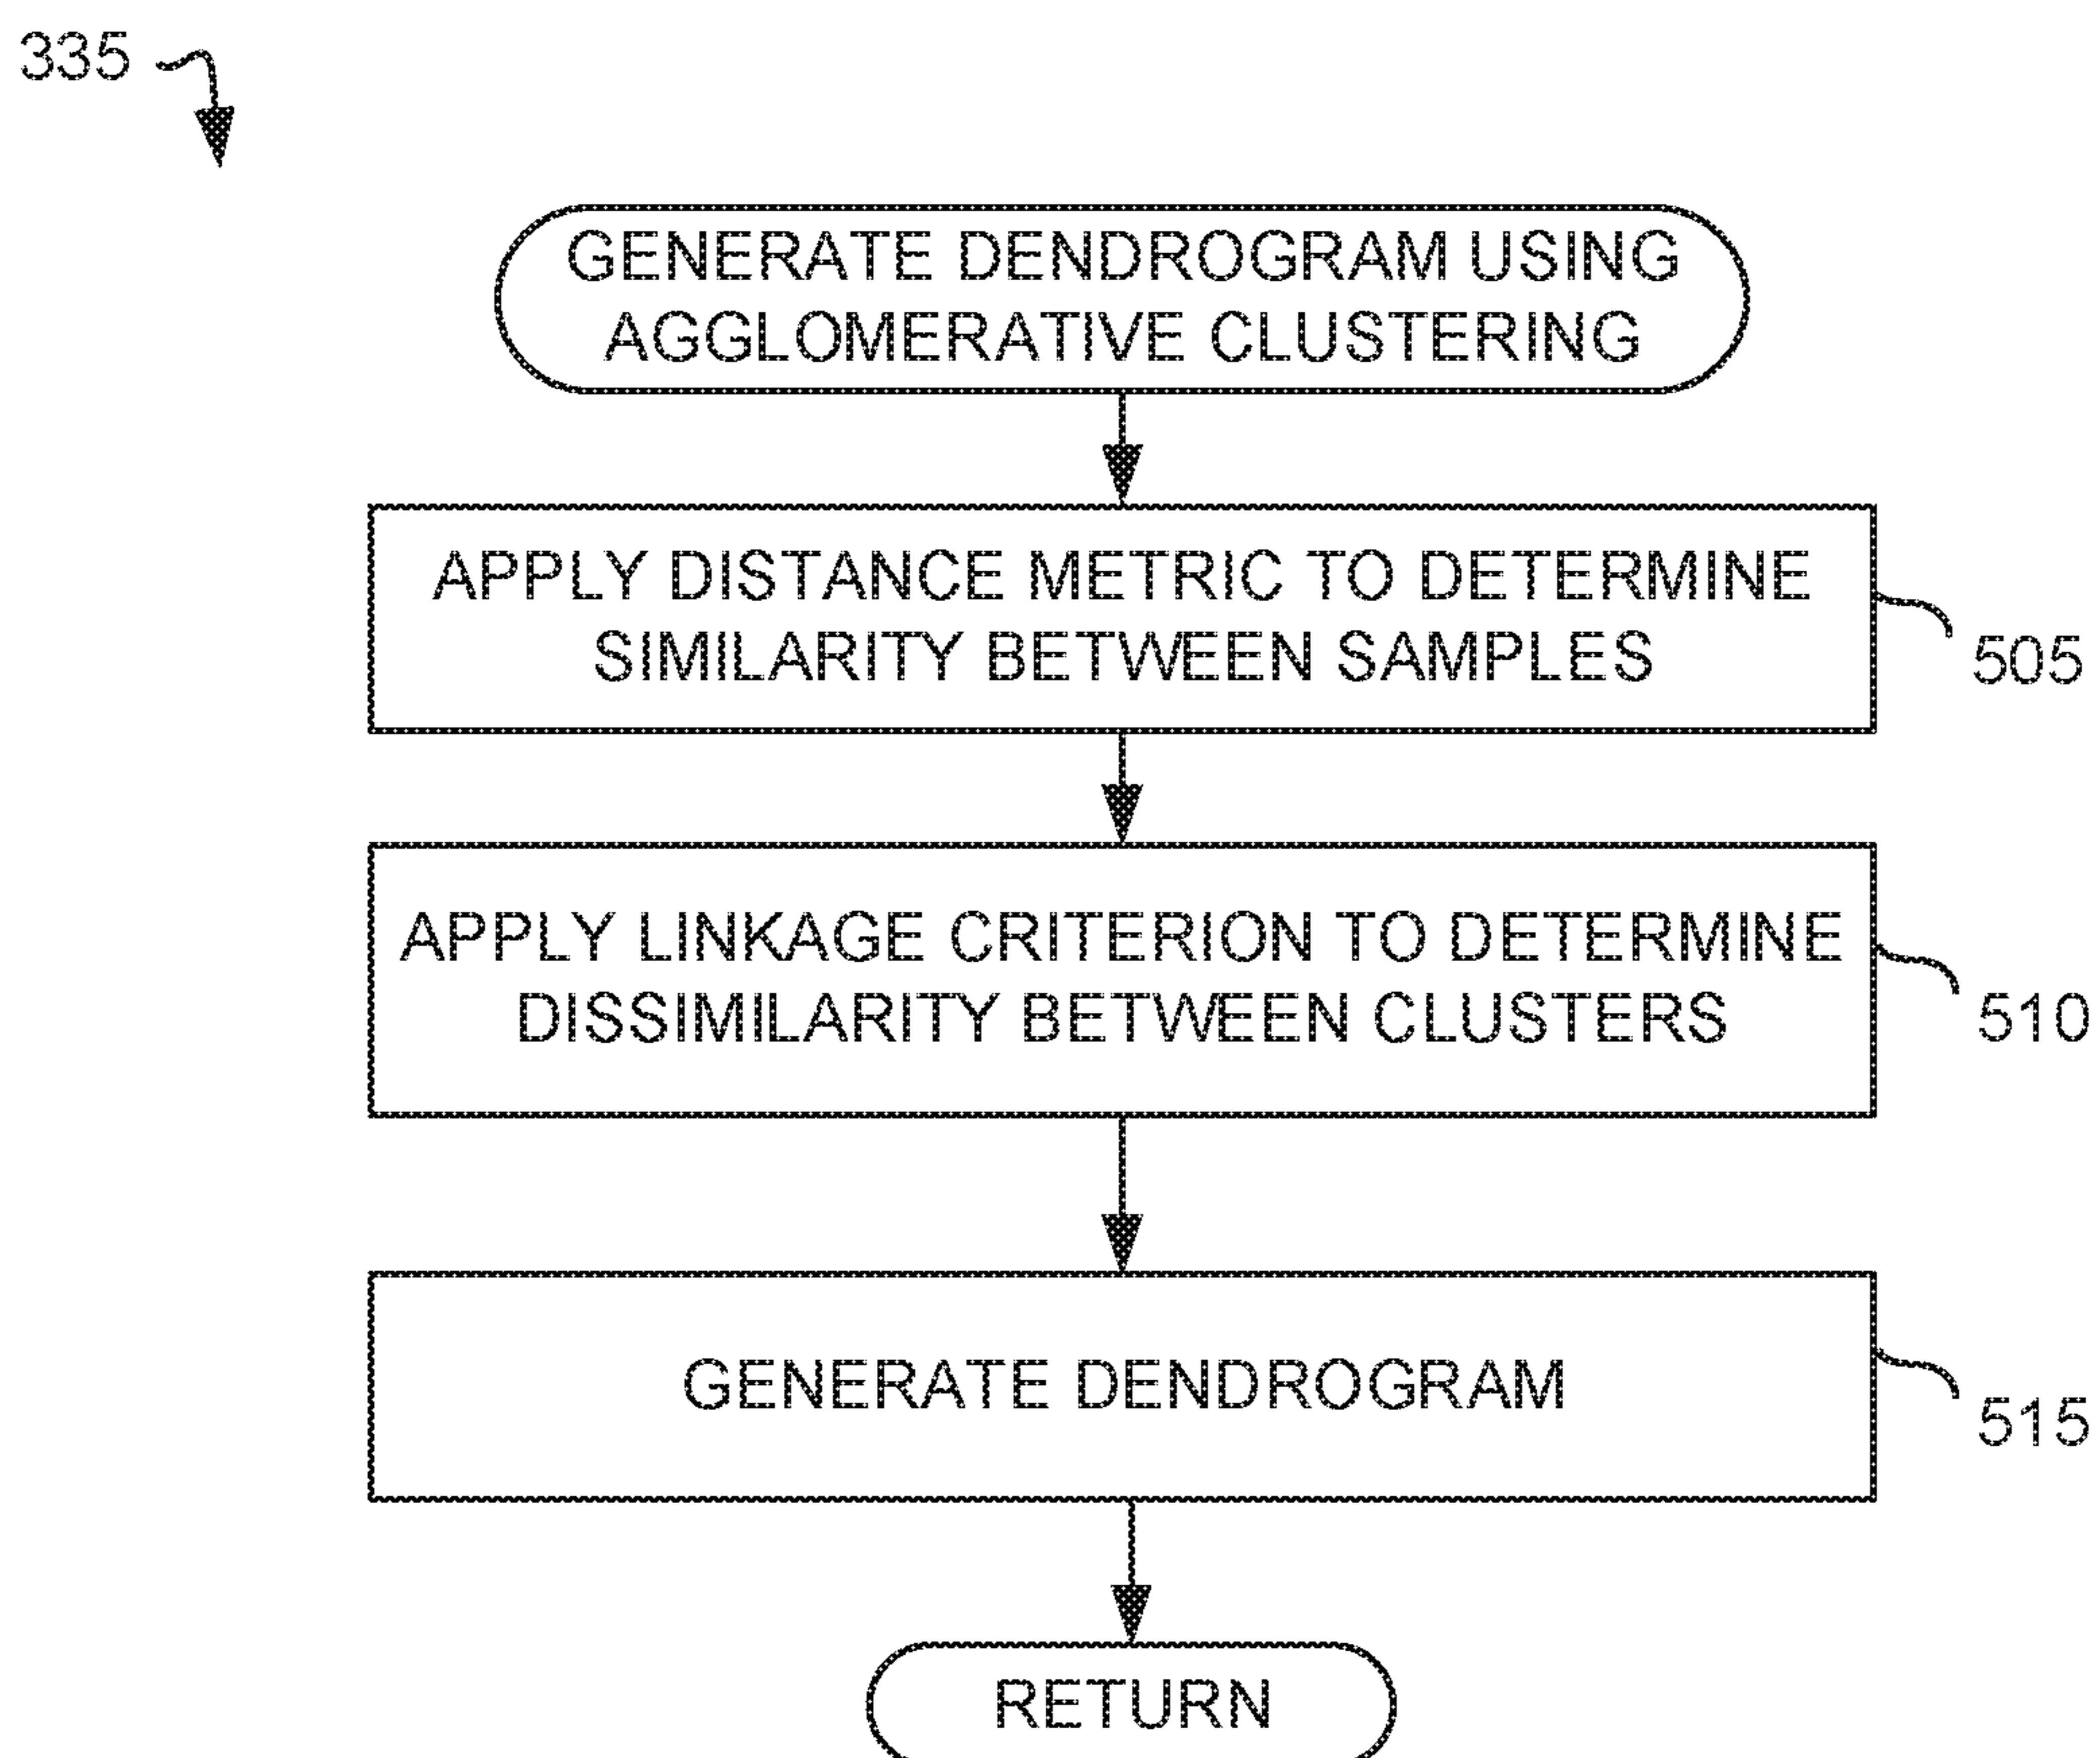 335
GENERATE DENDROGRAM USING
AGGLOMERATIVE CLUSTERING
APPLY DISTANCE METRIC TO DETERMINE
SIMILARITY BETWEEN SAMPLES
505
APPLY LINKAGE CRITERION TO DETERMINE
DISSIMILARITY BETWEEN CLUSTERS
510
GENERATE DENDROGRAM
515
RETURN